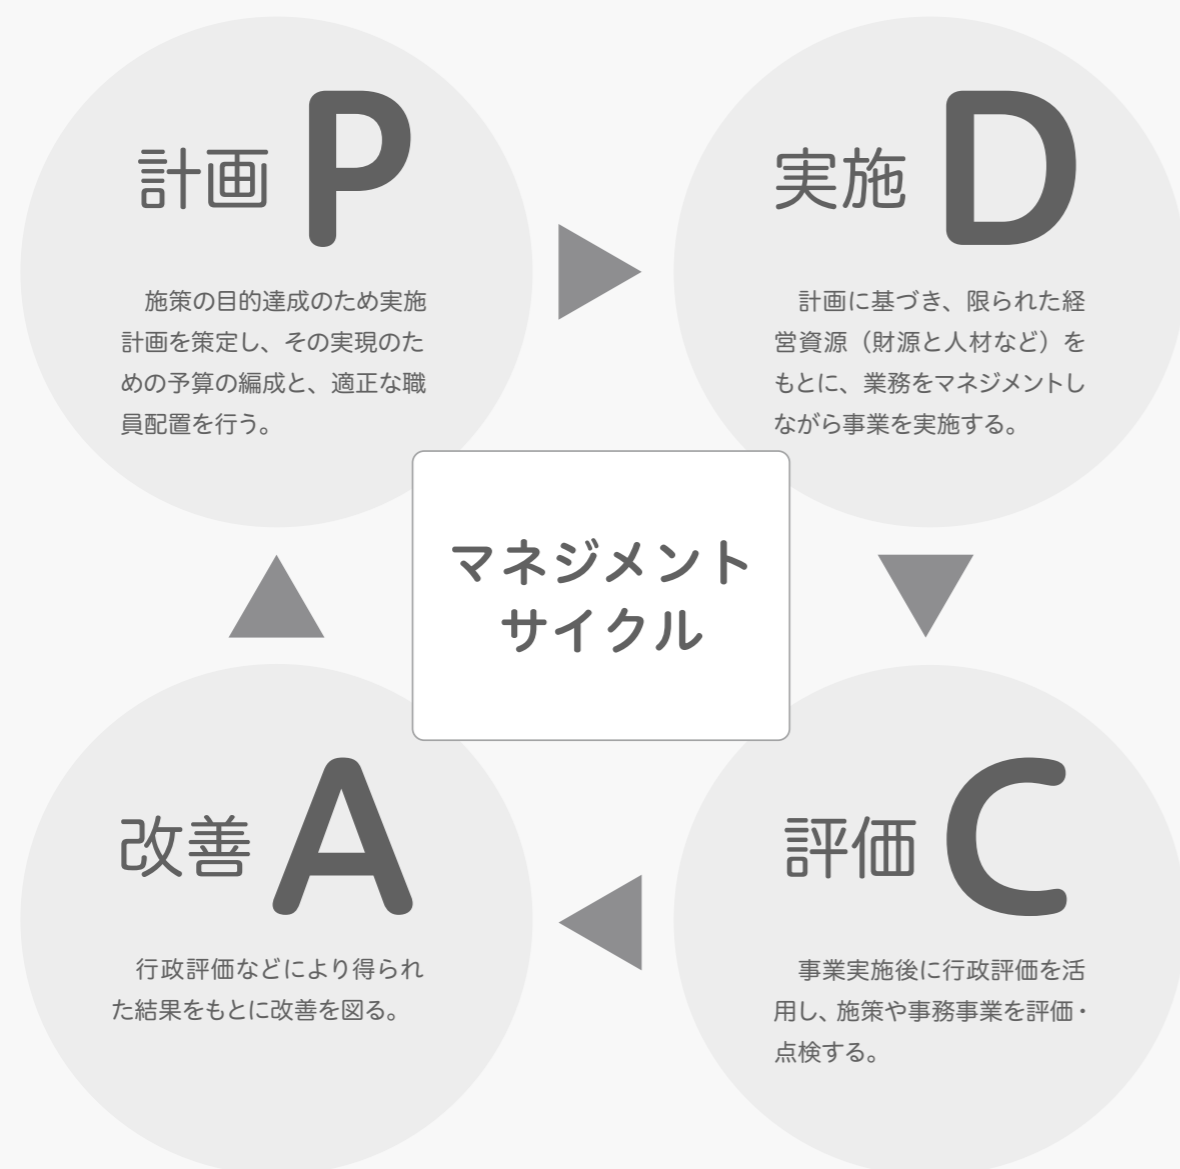 計画 P
施策の目的達成のため実施
計画を策定し、その実現のた
めの予算の編成と、適正な職
員配置を行う。
実施 D
計画に基づき、限られた経
営資源（財源と人材など）を
もとに、業務をマネジメントし
ながら事業を実施する。
マネジメント
サイクル
改善 A
行政評価などにより得られ
た結果をもとに改善を図る。
評価 C
事業実施後に行政評価を活
用し、施策や事務事業を評価・
点検する。